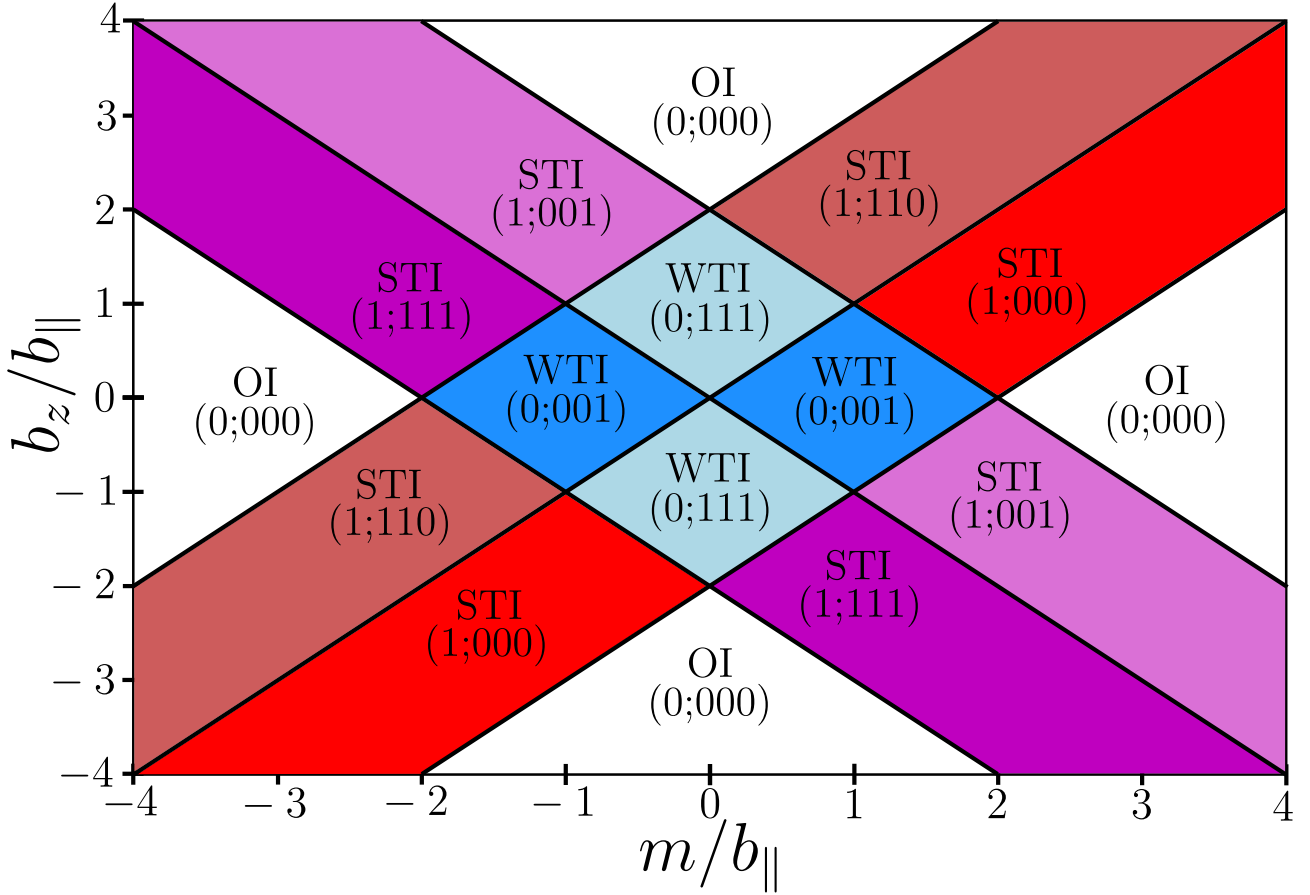 4
3
2
1
0
−1
−2
−3
−4
b_z/b_∥
OI
(0;000)
STI
(1;001)
STI
(1;110)
STI
(1;111)
WTI
(0;111)
STI
(1;000)
OI
(0;000)
WTI
(0;001)
WTI
(0;001)
OI
(0;000)
STI
(1;110)
WTI
(0;111)
STI
(1;001)
STI
(1;000)
STI
(1;111)
OI
(0;000)
−4 −3 −2 −1 0 1 2 3 4
m/b_∥